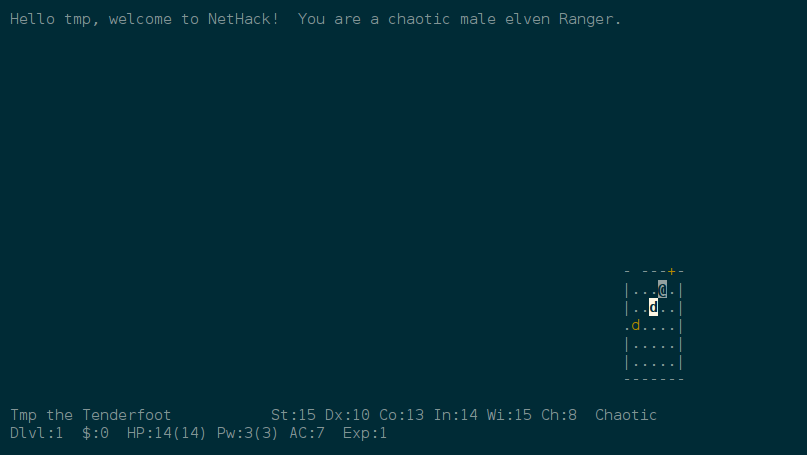 Hello tmp, welcome to NetHack!  You are a chaotic male elven Ranger.
- ---+-
|...@.|
|..d..|
.d....|
|.....|
|.....|
-------
Tmp the Tenderfoot           St:15 Dx:10 Co:13 In:14 Wi:15 Ch:8  Chaotic
Dlvl:1  $:0  HP:14(14) Pw:3(3) AC:7  Exp:1